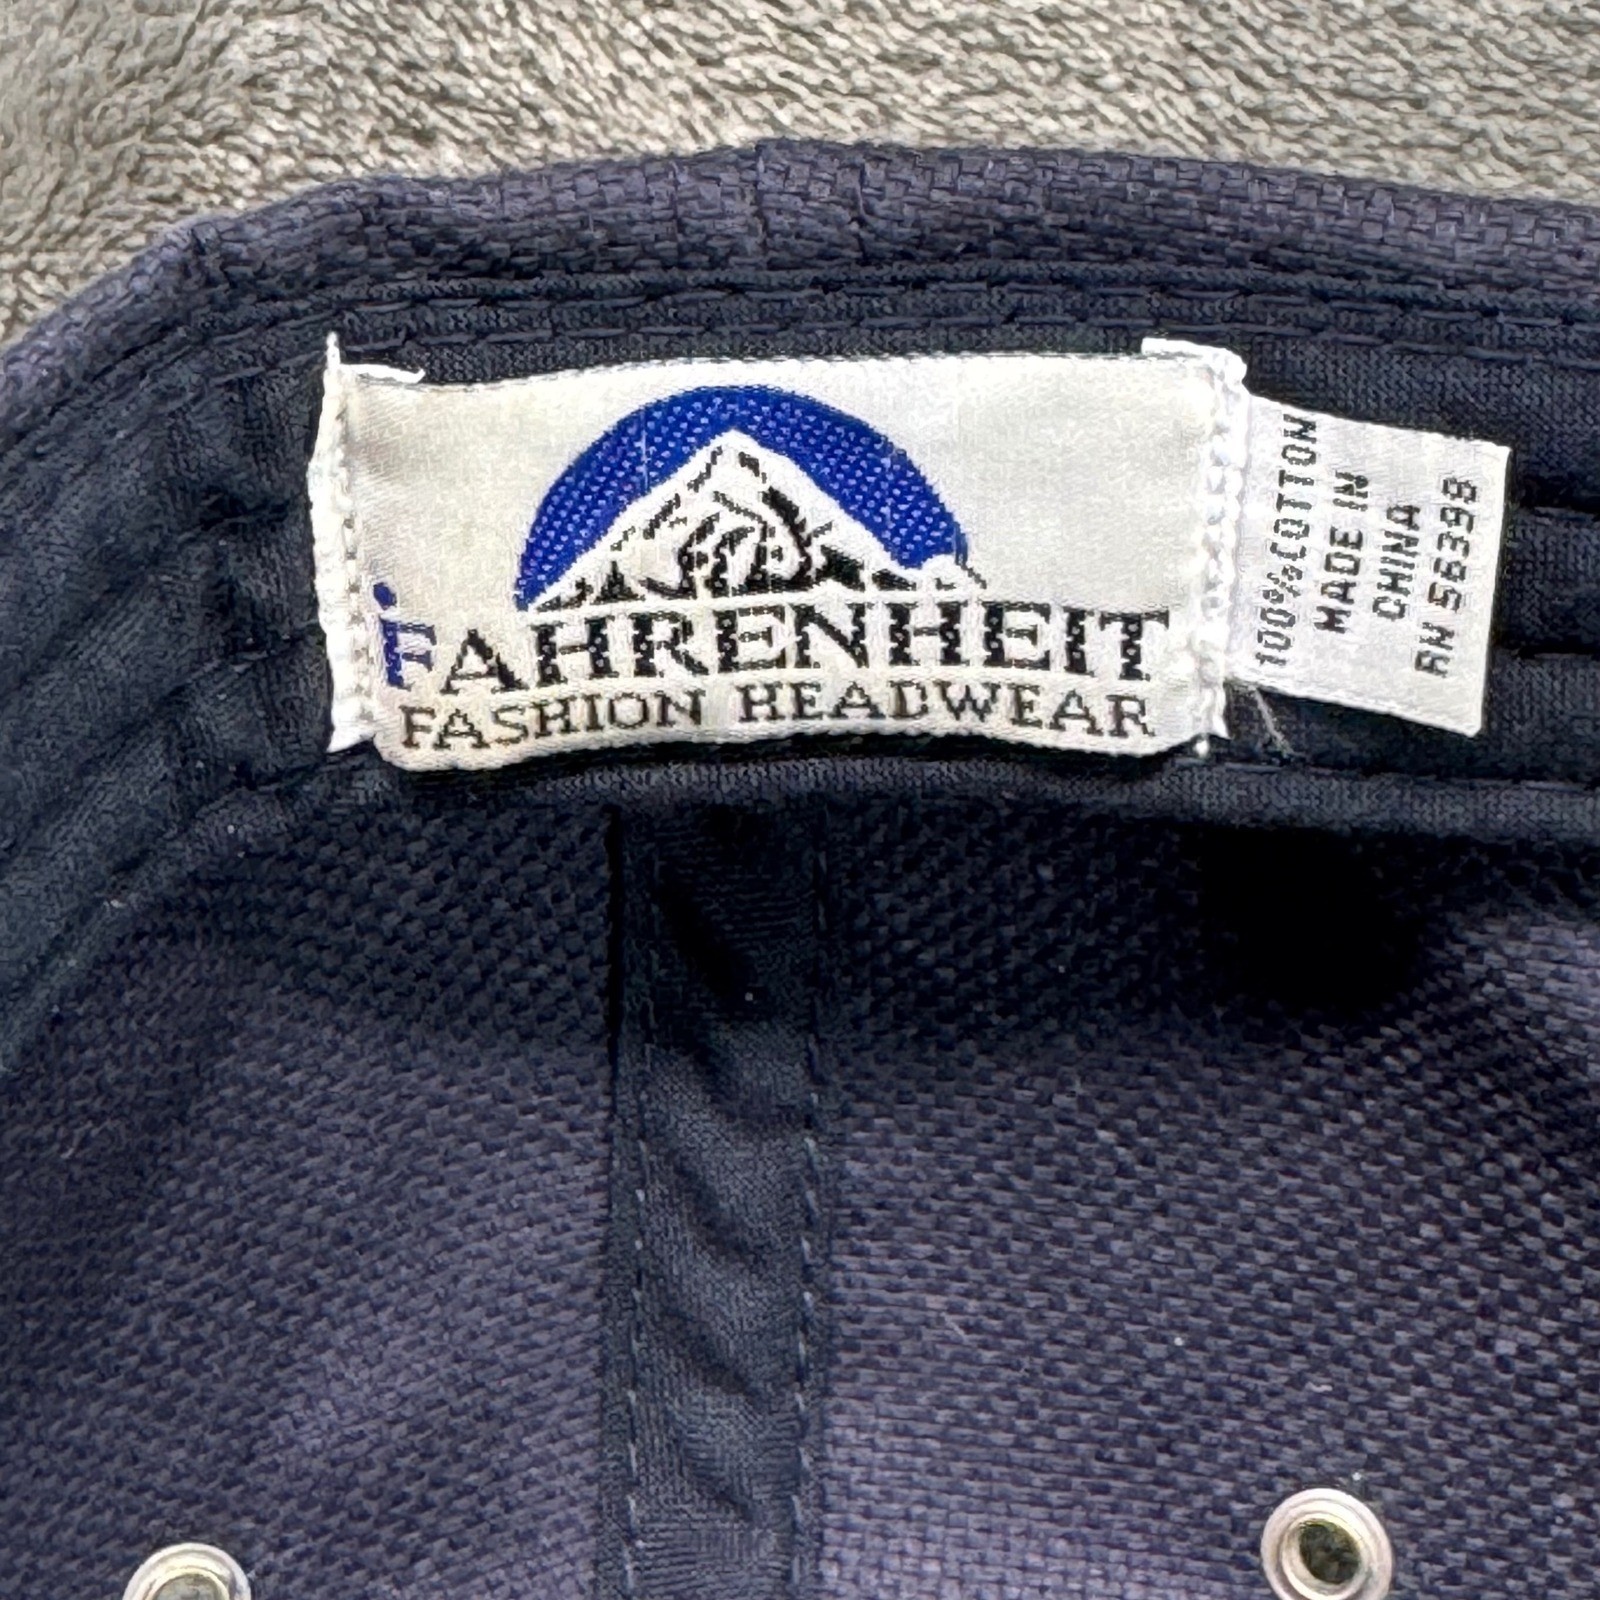 FAHRENHEIT
FASHION HEADWEAR
100%COTTON
MADE IN
CHINA
RN 56398